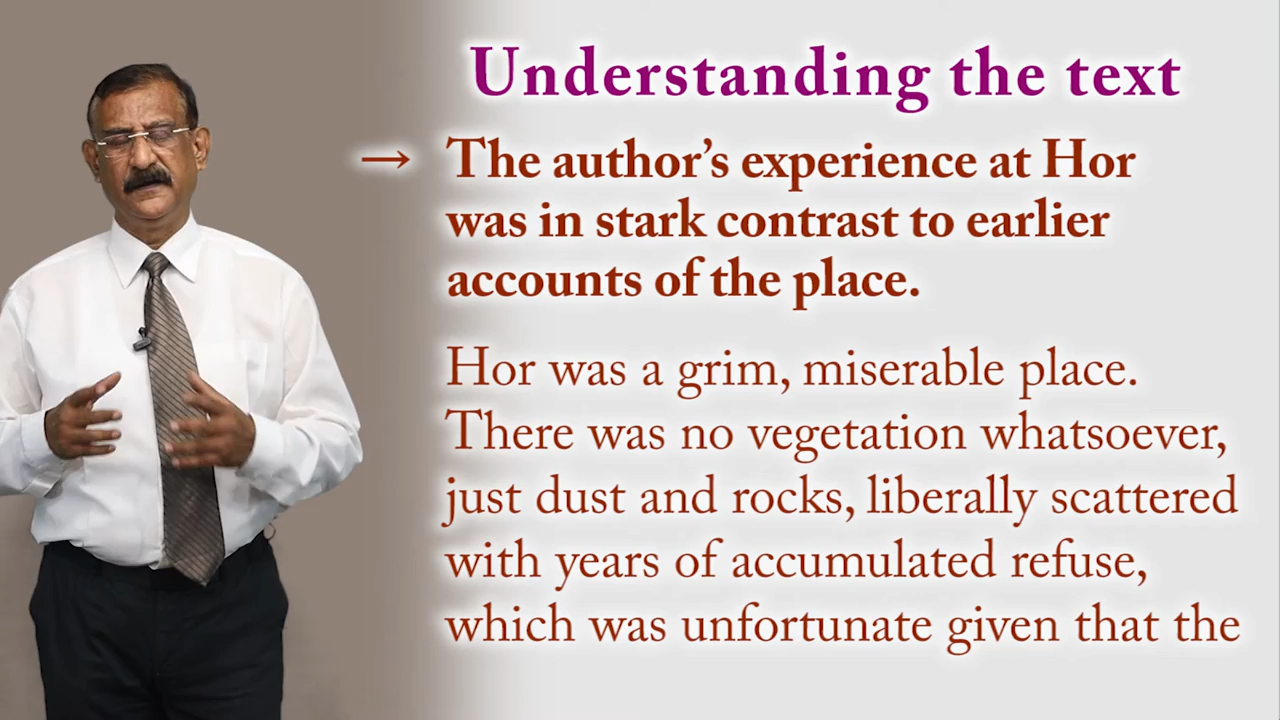 Understanding the text
→ The author's experience at Hor
was in stark contrast to earlier
accounts of the place.
Hor was a grim, miserable place.
There was no vegetation whatsoever,
just dust and rocks, liberally scattered
with years of accumulated refuse,
which was unfortunate given that the